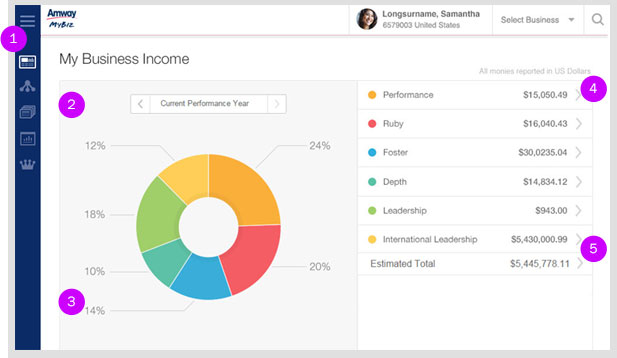 Amway
MyBiz
Longsurname, Samantha
6579003 United States
Select Business
1
My Business Income
All monies reported in US Dollars
2
Current Performance Year
12%
24%
18%
10%
20%
3
14%
Performance $15,050.49
4
Ruby $16,040.43
Foster $30,0235.04
Depth $14,834.12
Leadership $943.00
International Leadership $5,430,000.99
5
Estimated Total $5,445,778.11